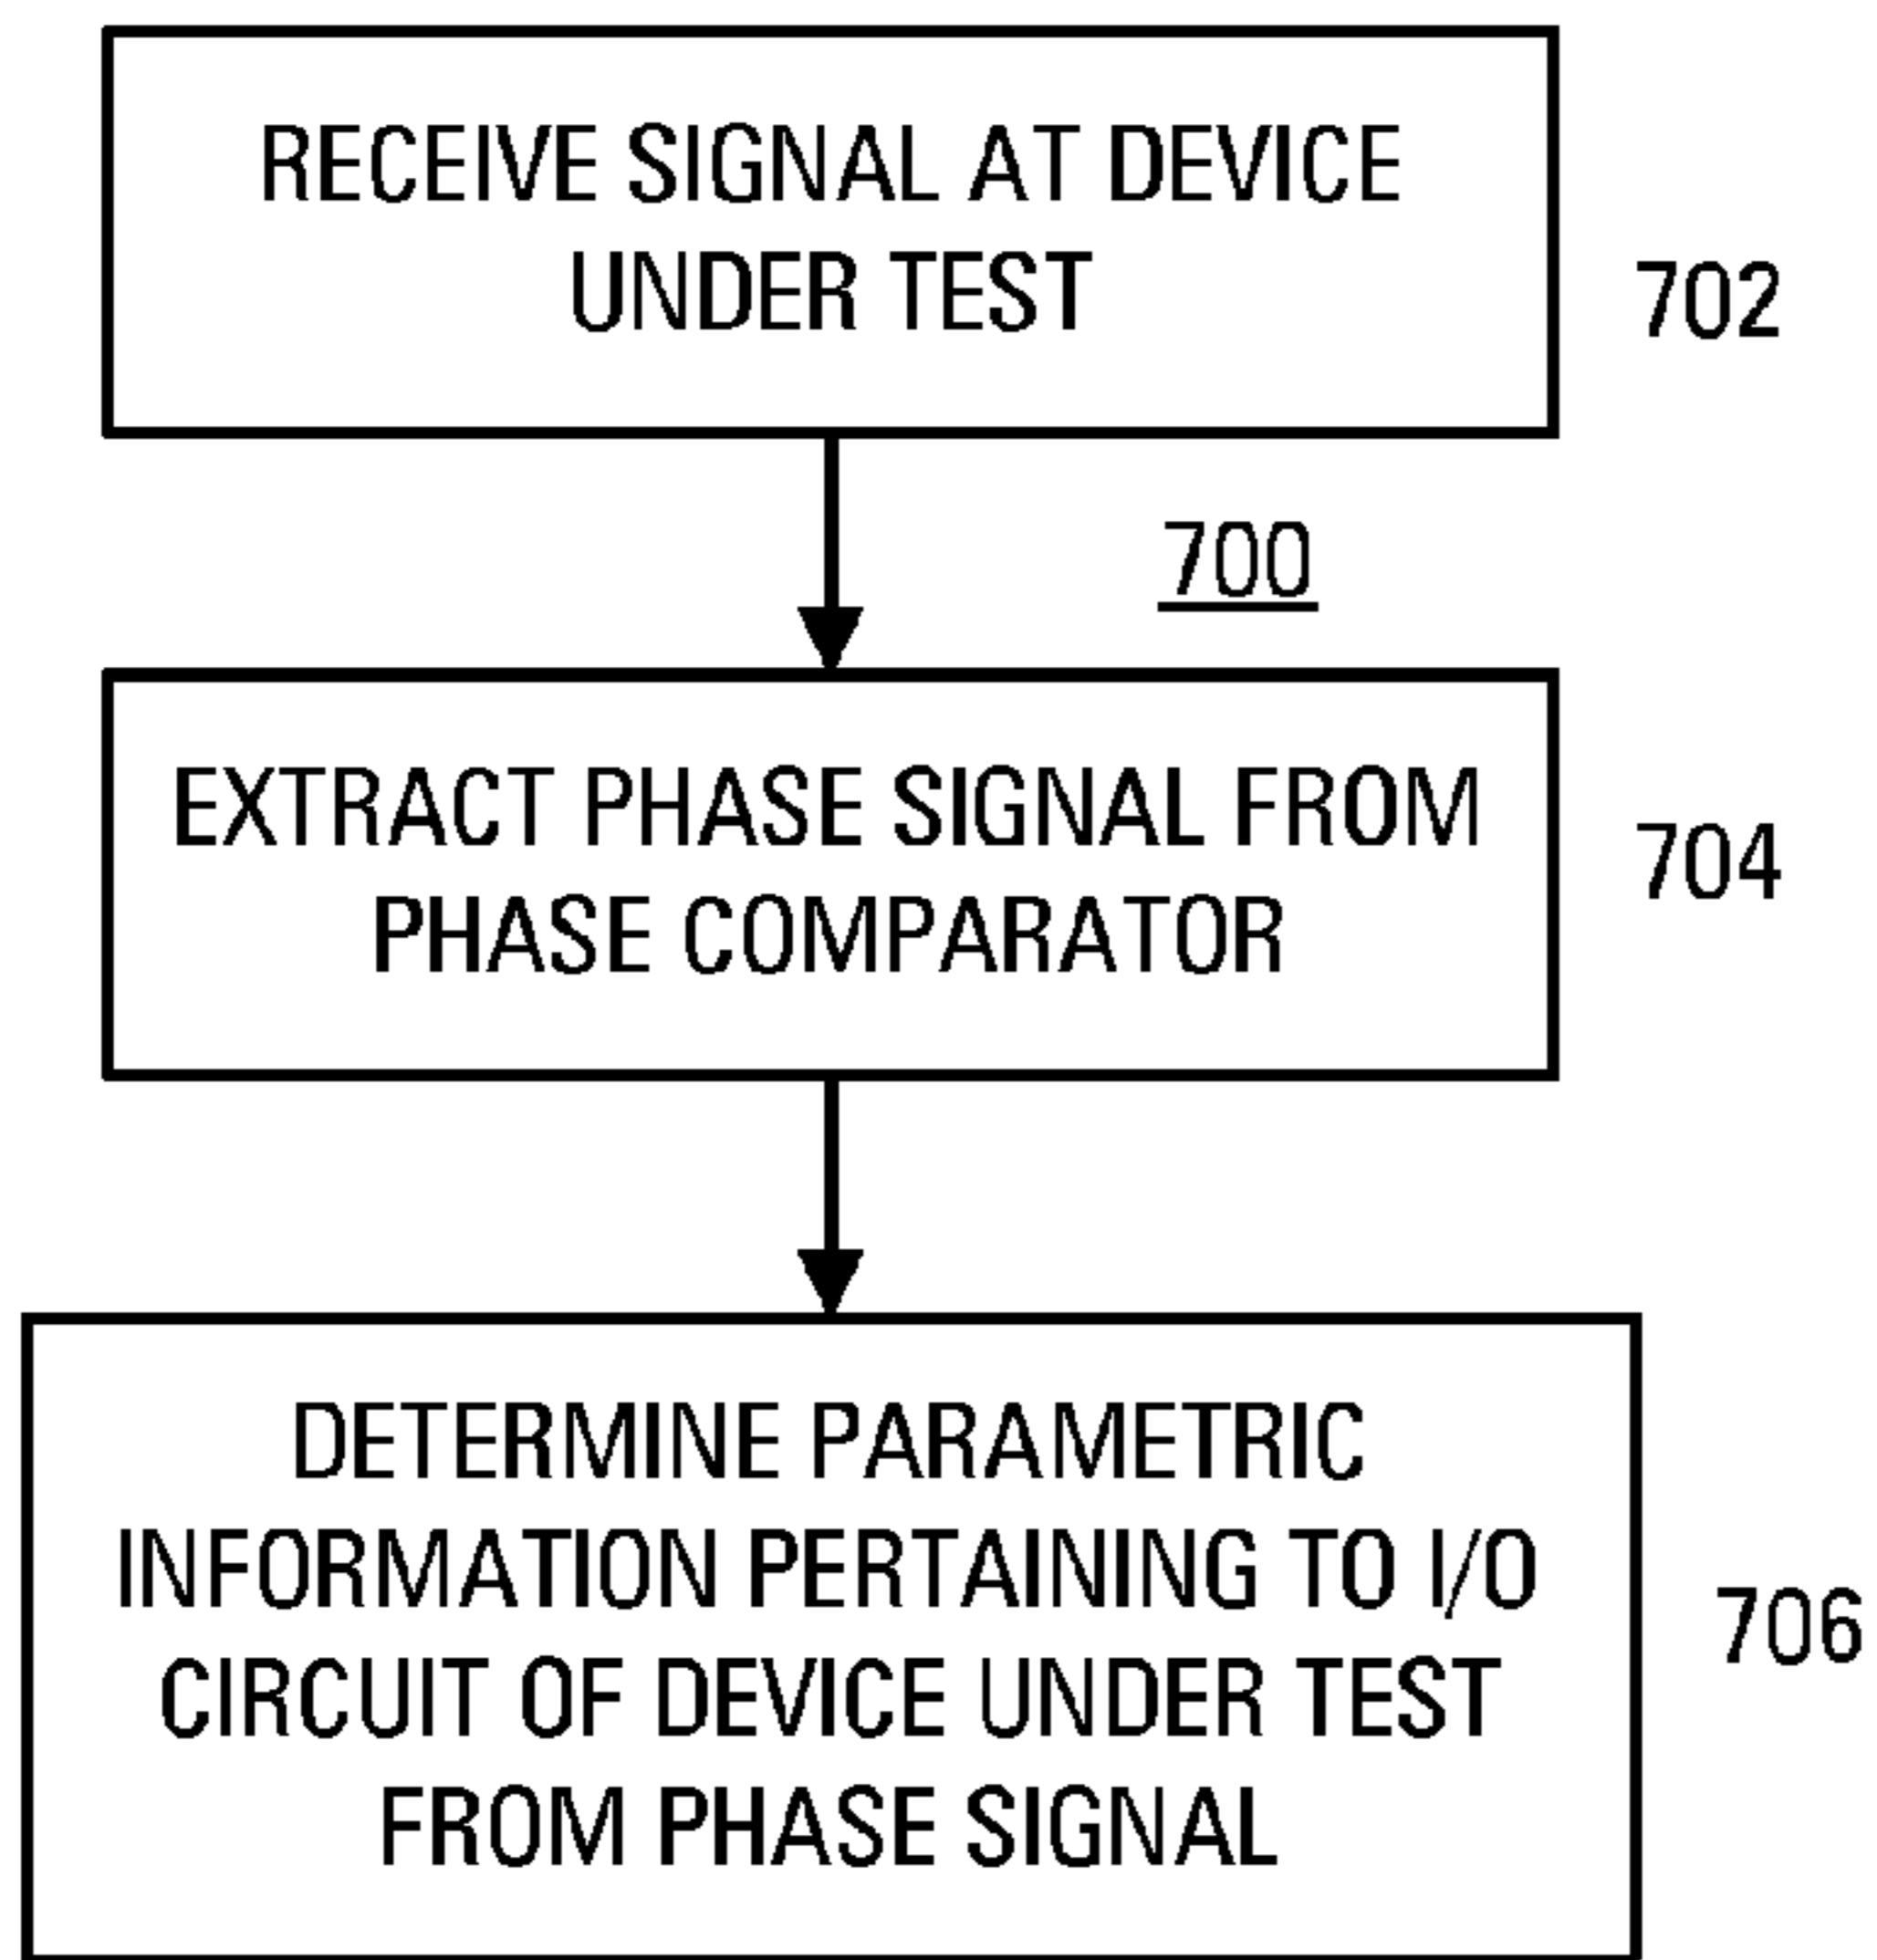 RECEIVE SIGNAL AT DEVICE
UNDER TEST
702
700
EXTRACT PHASE SIGNAL FROM
PHASE COMPARATOR
704
DETERMINE PARAMETRIC
INFORMATION PERTAINING TO I/O
CIRCUIT OF DEVICE UNDER TEST
FROM PHASE SIGNAL
706